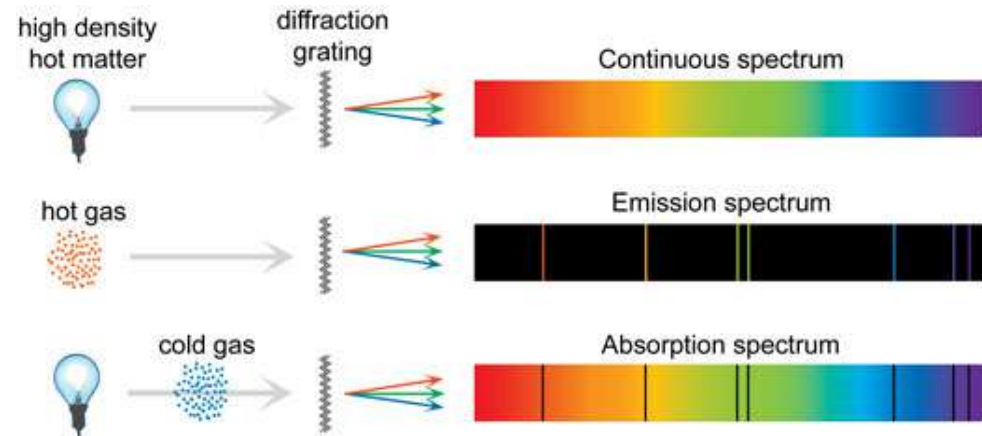 high density
hot matter
diffraction
grating
Continuous spectrum
hot gas
Emission spectrum
cold gas
Absorption spectrum